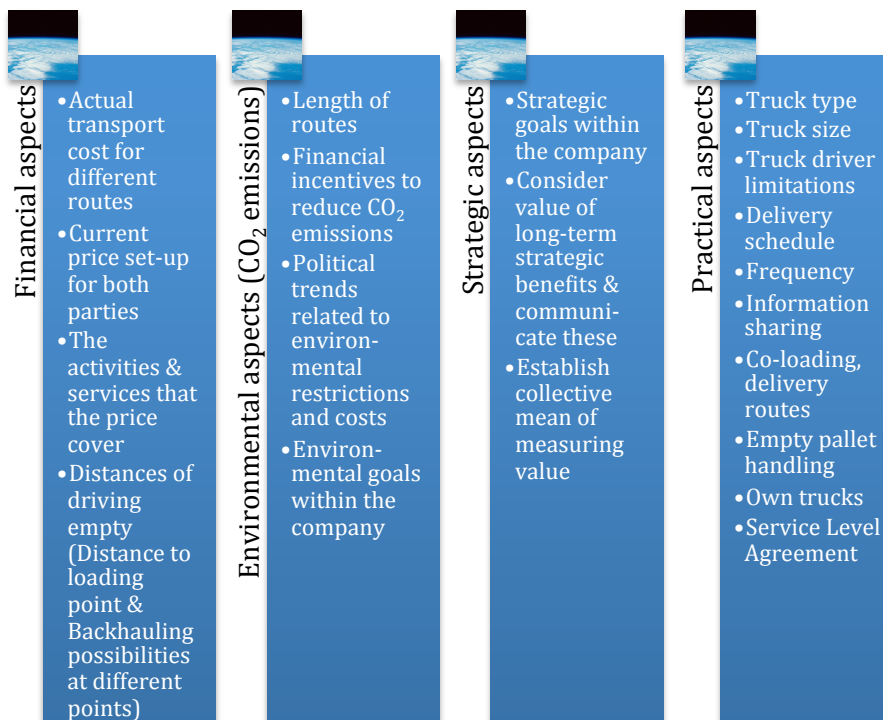 Financial aspects
•Actual
transport
cost for
different
routes
•Current
price set-up
for both
parties
•The
activities &
services that
the price
cover
•Distances of
driving
empty
(Distance to
loading
point &
Backhauling
possibilities
at different
points)
Environmental aspects (CO₂ emissions)
•Length of
routes
•Financial
incentives to
reduce CO₂
emissions
•Political
trends
related to
environ-
mental
restrictions
and costs
•Environ-
mental goals
within the
company
Strategic aspects
•Strategic
goals within
the company
•Consider
value of
long-term
strategic
benefits &
communi-
cate these
•Establish
collective
mean of
measuring
value
Practical aspects
•Truck type
•Truck size
•Truck driver
limitations
•Delivery
schedule
•Frequency
•Information
sharing
•Co-loading,
delivery
routes
•Empty pallet
handling
•Own trucks
•Service Level
Agreement